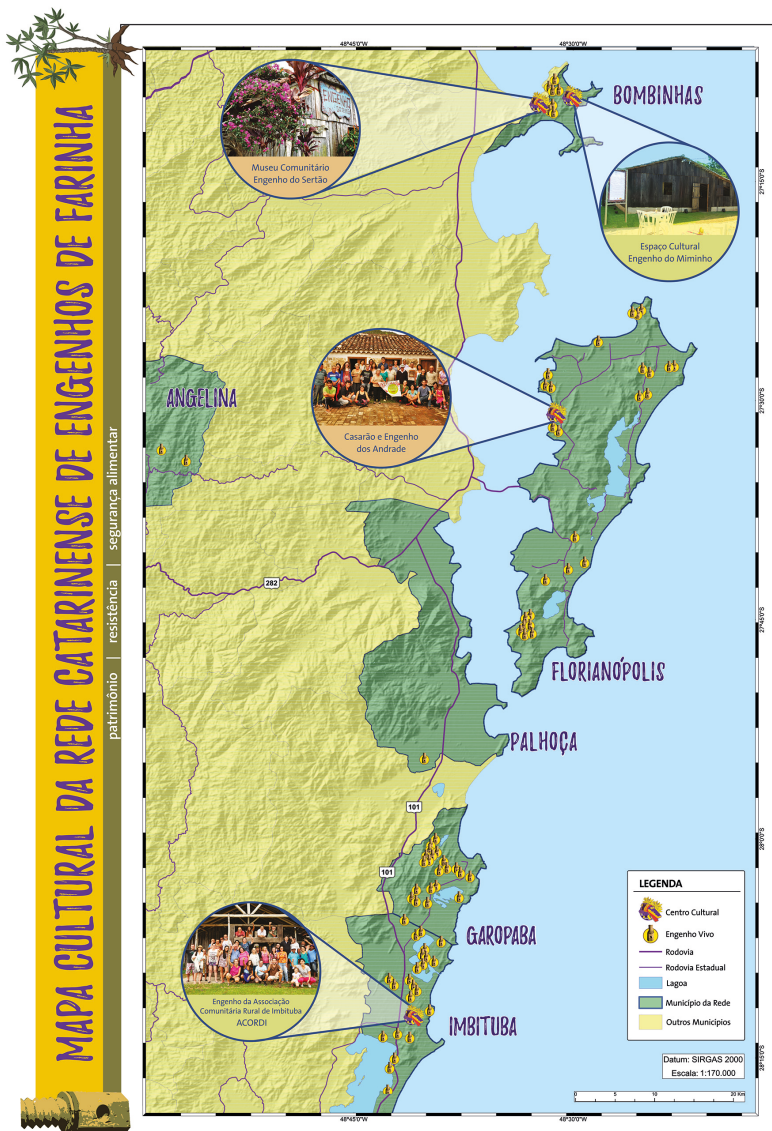 MAPA CULTURAL DA REDE CATARINENSE DE ENGENHOS DE FARINHA
patrimônio | resistência | segurança alimentar
48°45'0"W
48°30'0"W
ENGENHO
Museu Comunitário
Engenho do Sertão
BOMBINHAS
27°15'0"S
Espaço Cultural
Engenho do Miminho
ANGELINA
Casarão e Engenho
dos Andrade
27°30'0"S
282
27°45'0"S
FLORIANÓPOLIS
PALHOÇA
101
28°0'0"S
101
GAROPABA
Engenho da Associação
Comunitária Rural de Imbituba
ACORDI
IMBITUBA
LEGENDA
Centro Cultural
Engenho Vivo
Rodovia
Rodovia Estadual
Lagoa
Município da Rede
Outros Municípios
28°15'0"S
Datum: SIRGAS 2000
Escala: 1:170.000
0 5 10 20 Km
48°45'0"W
48°30'0"W